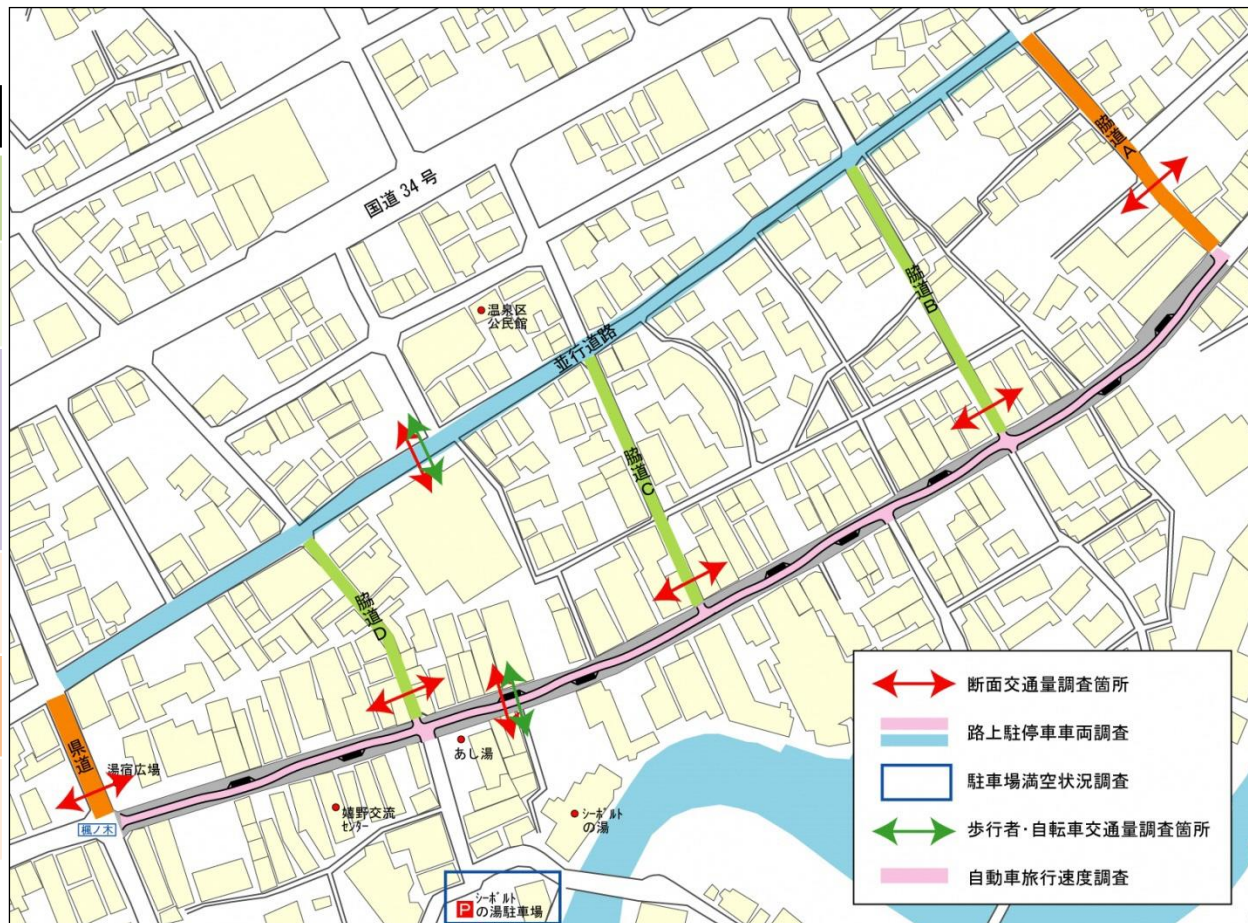 国道 34 号
脇道A
温泉区
公民館
並行道路
脇道B
脇道C
脇道D
県道
湯宿広場
楓ノ木
あし湯
嬉野交流
センター
シーボルト
の湯
P
シーボルト
の湯駐車場
断面交通量調査箇所
路上駐停車車両調査
駐車場満空状況調査
歩行者・自転車交通量調査箇所
自動車旅行速度調査